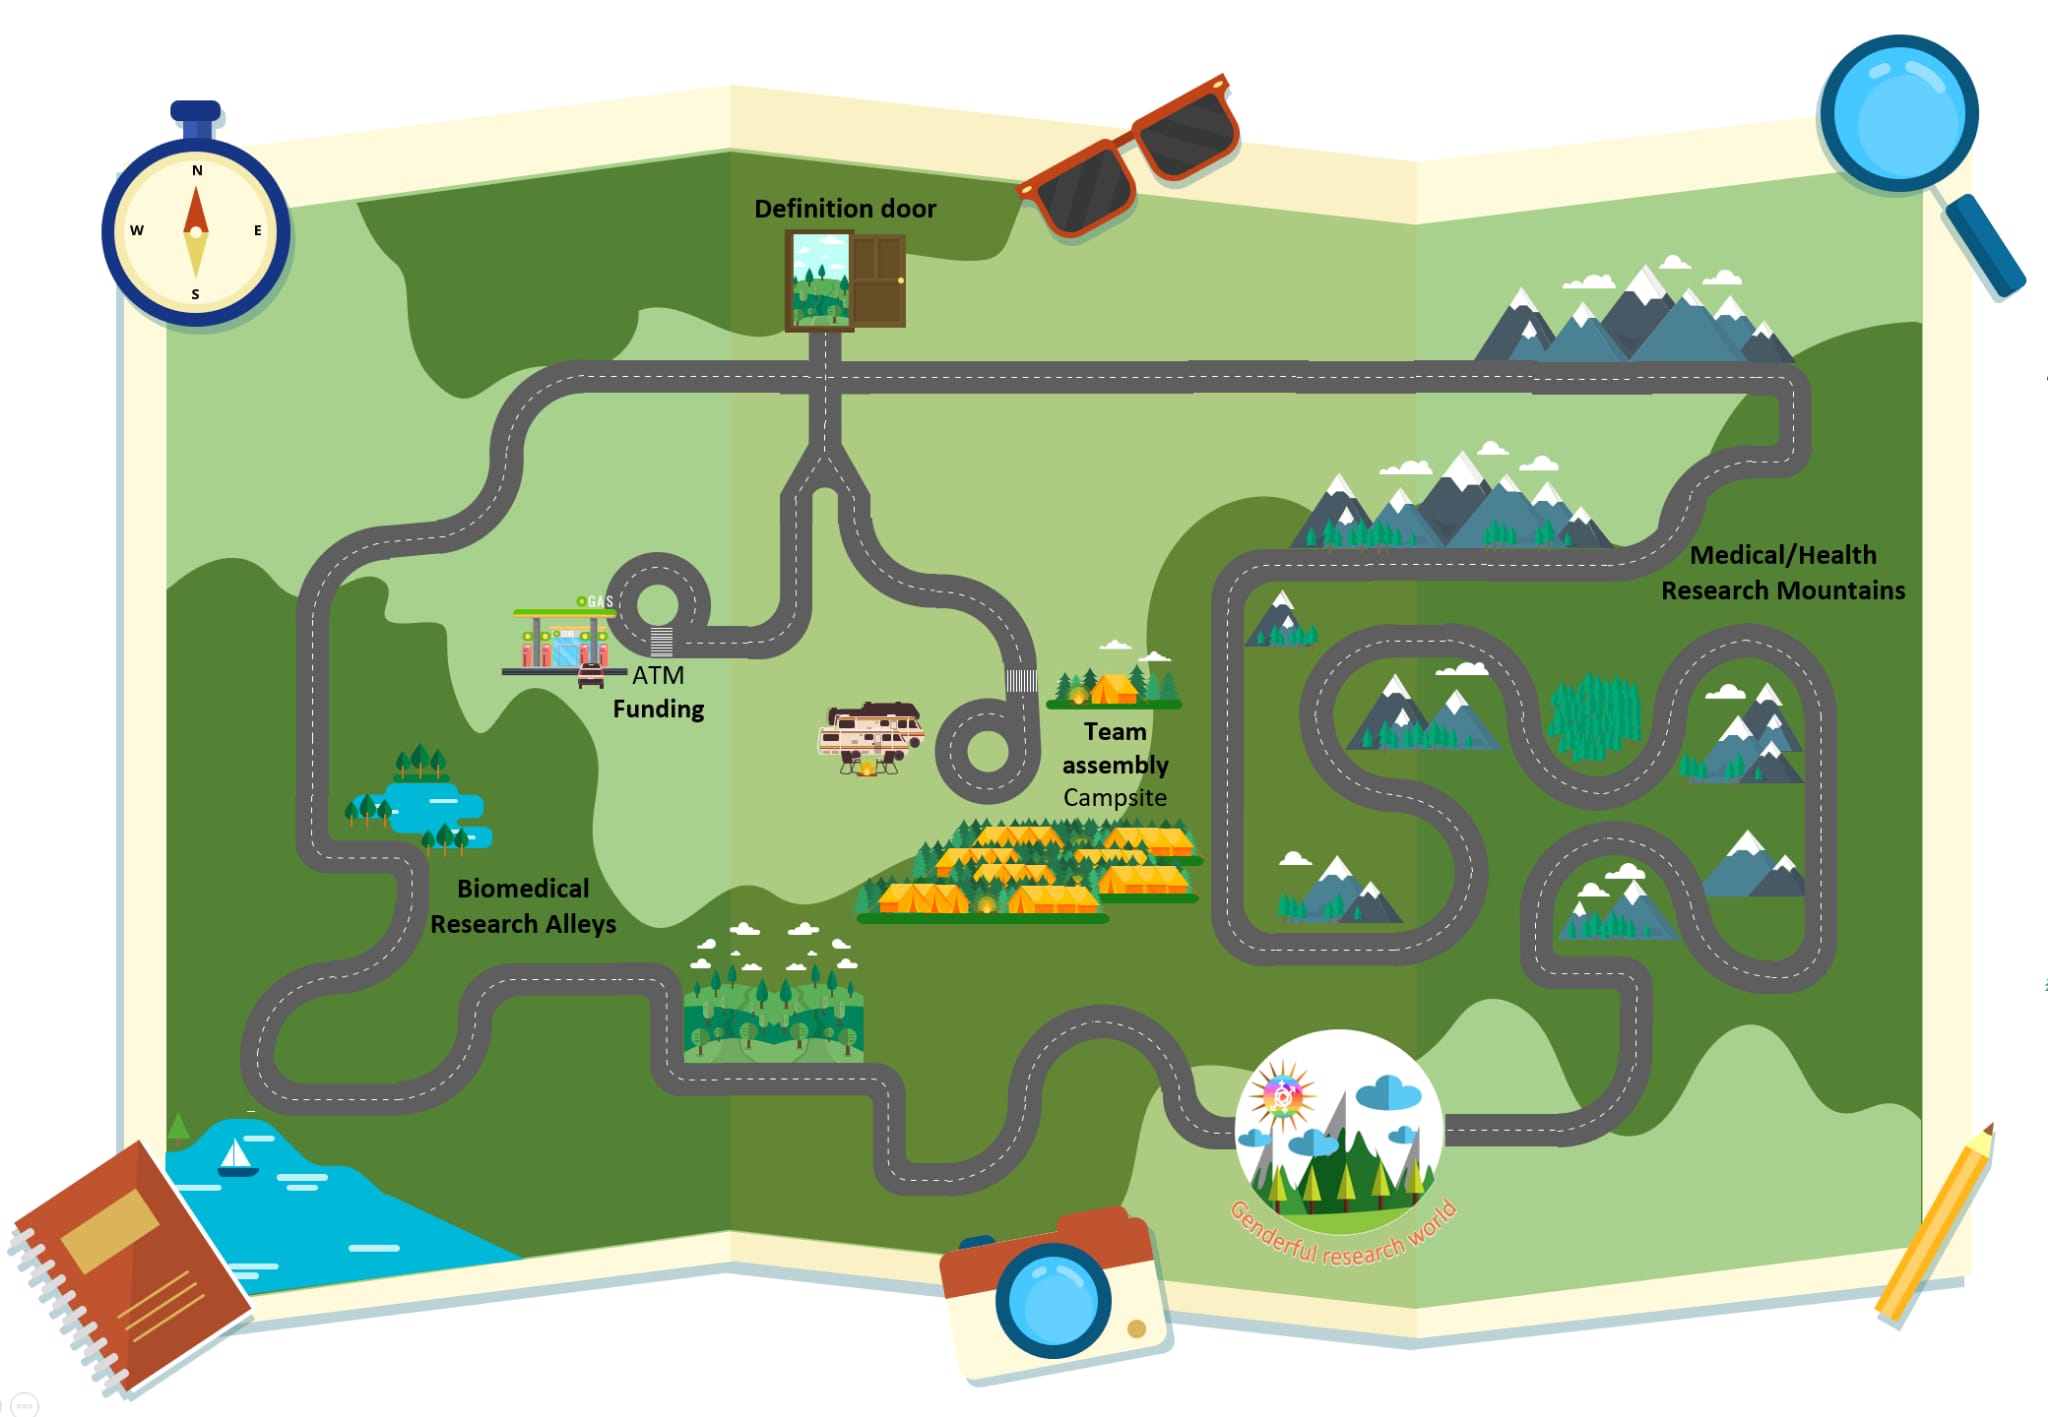 N
W
E
S
Definition door
GAS
ATM
Funding
Team
assembly
Campsite
Medical/Health
Research Mountains
Biomedical
Research Alleys
Genderful research world